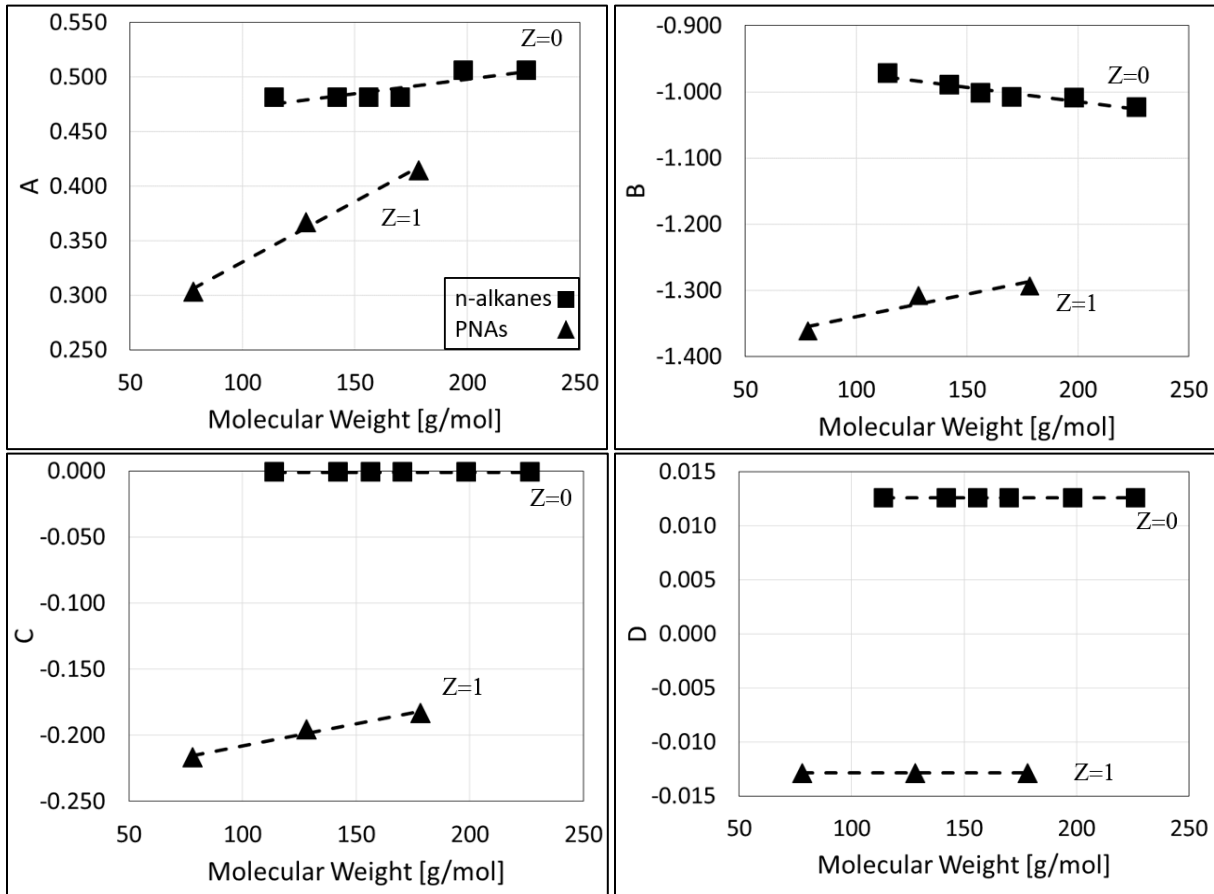 0.550
0.500
0.450
0.400
0.350
0.300
0.250
A
Z=0
Z=1
n-alkanes
PNAs
50 100 150 200 250
Molecular Weight [g/mol]
-0.900
-1.000
-1.100
-1.200
-1.300
-1.400
B
Z=0
Z=1
50 100 150 200 250
Molecular Weight [g/mol]
0.000
-0.050
-0.100
-0.150
-0.200
-0.250
C
Z=0
Z=1
50 100 150 200 250
Molecular Weight [g/mol]
0.015
0.010
0.005
0.000
-0.005
-0.010
-0.015
D
Z=0
Z=1
50 100 150 200 250
Molecular Weight [g/mol]